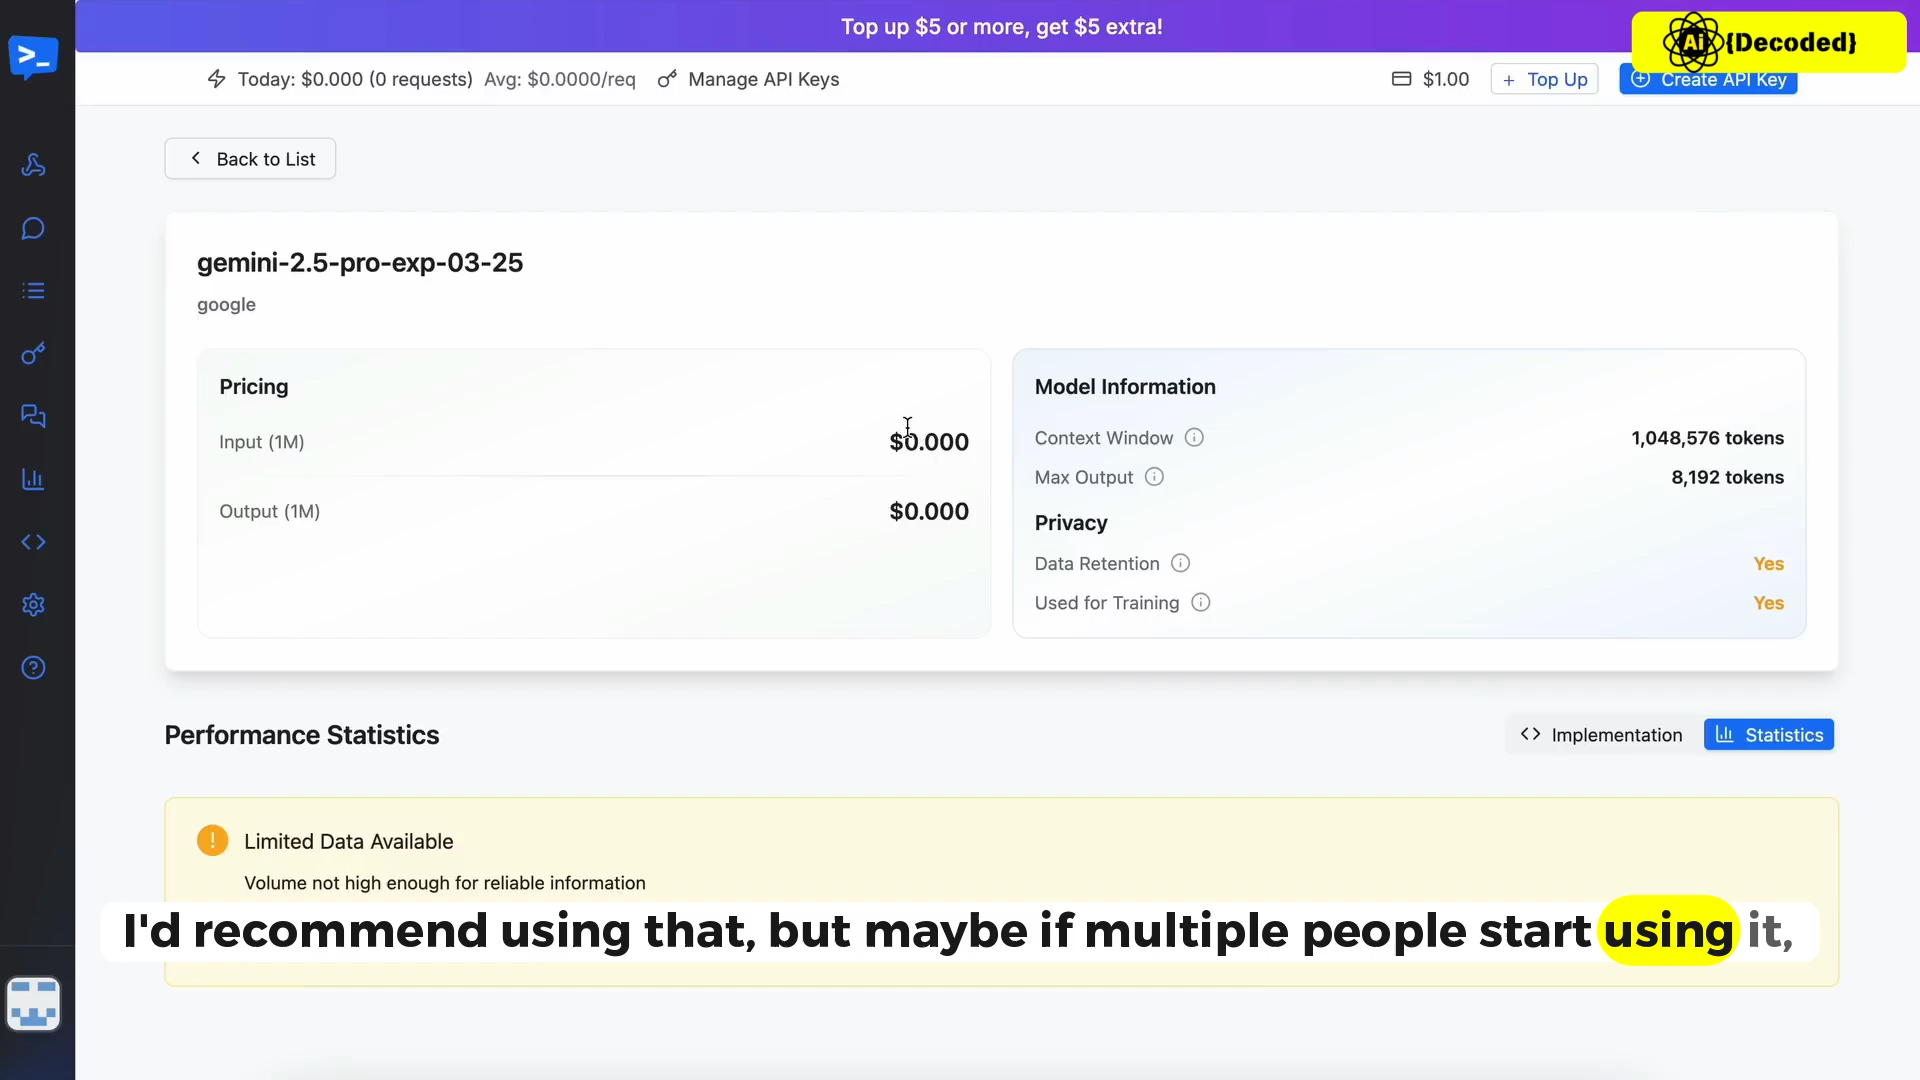 Top up $5 or more, get $5 extra!
Ai {Decoded}
Today: $0.000 (0 requests) Avg: $0.0000/req Manage API Keys
$1.00 + Top Up Create API Key
Back to List
gemini-2.5-pro-exp-03-25
google
Pricing
Input (1M) $0.000
Output (1M) $0.000
Model Information
Context Window 1,048,576 tokens
Max Output 8,192 tokens
Privacy
Data Retention Yes
Used for Training Yes
Performance Statistics
Implementation Statistics
Limited Data Available
Volume not high enough for reliable information
I'd recommend using that, but maybe if multiple people start using it,